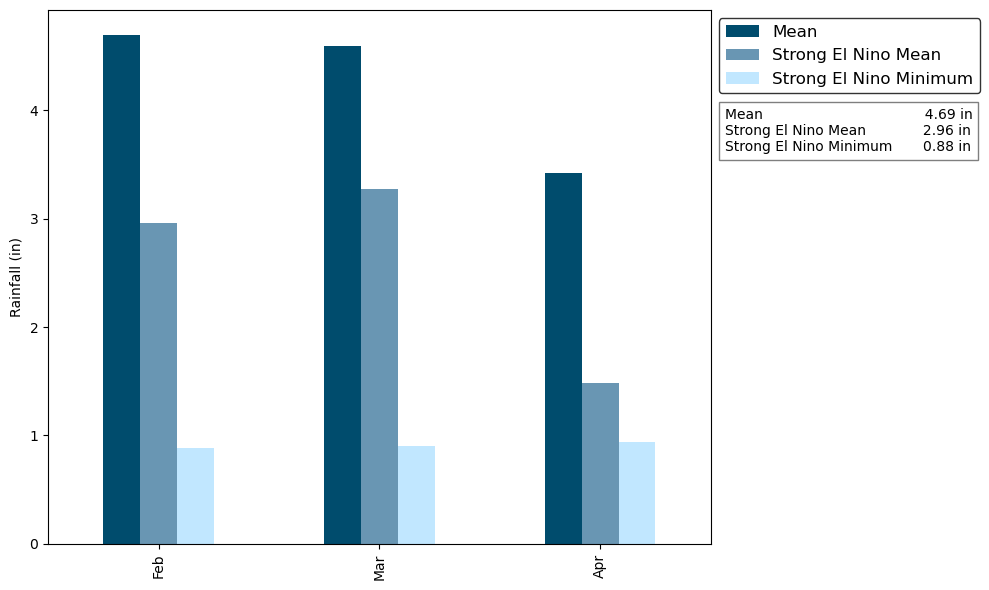 Mean
Strong El Nino Mean
Strong El Nino Minimum
Mean 4.69 in
Strong El Nino Mean 2.96 in
Strong El Nino Minimum 0.88 in
Rainfall (in)
4
3
2
1
0
Feb
Mar
Apr